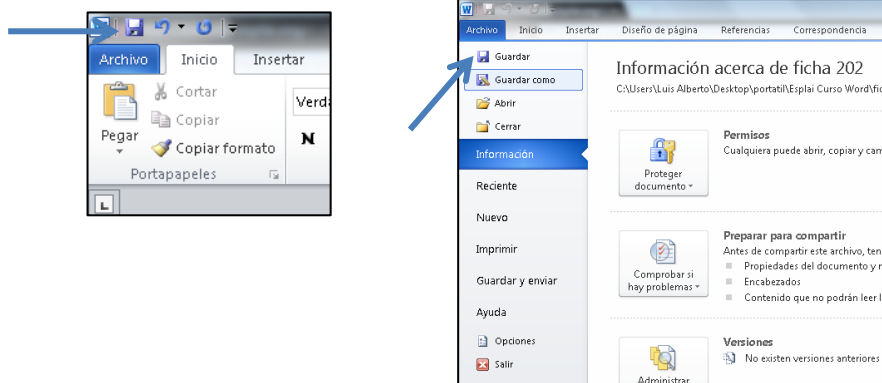 W
Archivo Inicio Insertar
Cortar
Copiar
Copiar formato
Pegar
Portapapeles
Verd
N
W
Archivo Inicio Insertar Diseño de página Referencias Correspondencia
Guardar
Guardar como
Abrir
Cerrar
Información
Reciente
Nuevo
Imprimir
Guardar y enviar
Ayuda
Opciones
Salir
Información acerca de ficha 202
C:\Users\Luis Alberto\Desktop\portatil\Esplai Curso Word\fic
Proteger
documento
Permisos
Cualquiera puede abrir, copiar y cam
Comprobar si
hay problemas
Preparar para compartir
Antes de compartir este archivo, ten
Propiedades del documento y n
Encabezados
Contenido que no podrán leer l
Administrar
Versiones
No existen versiones anteriores